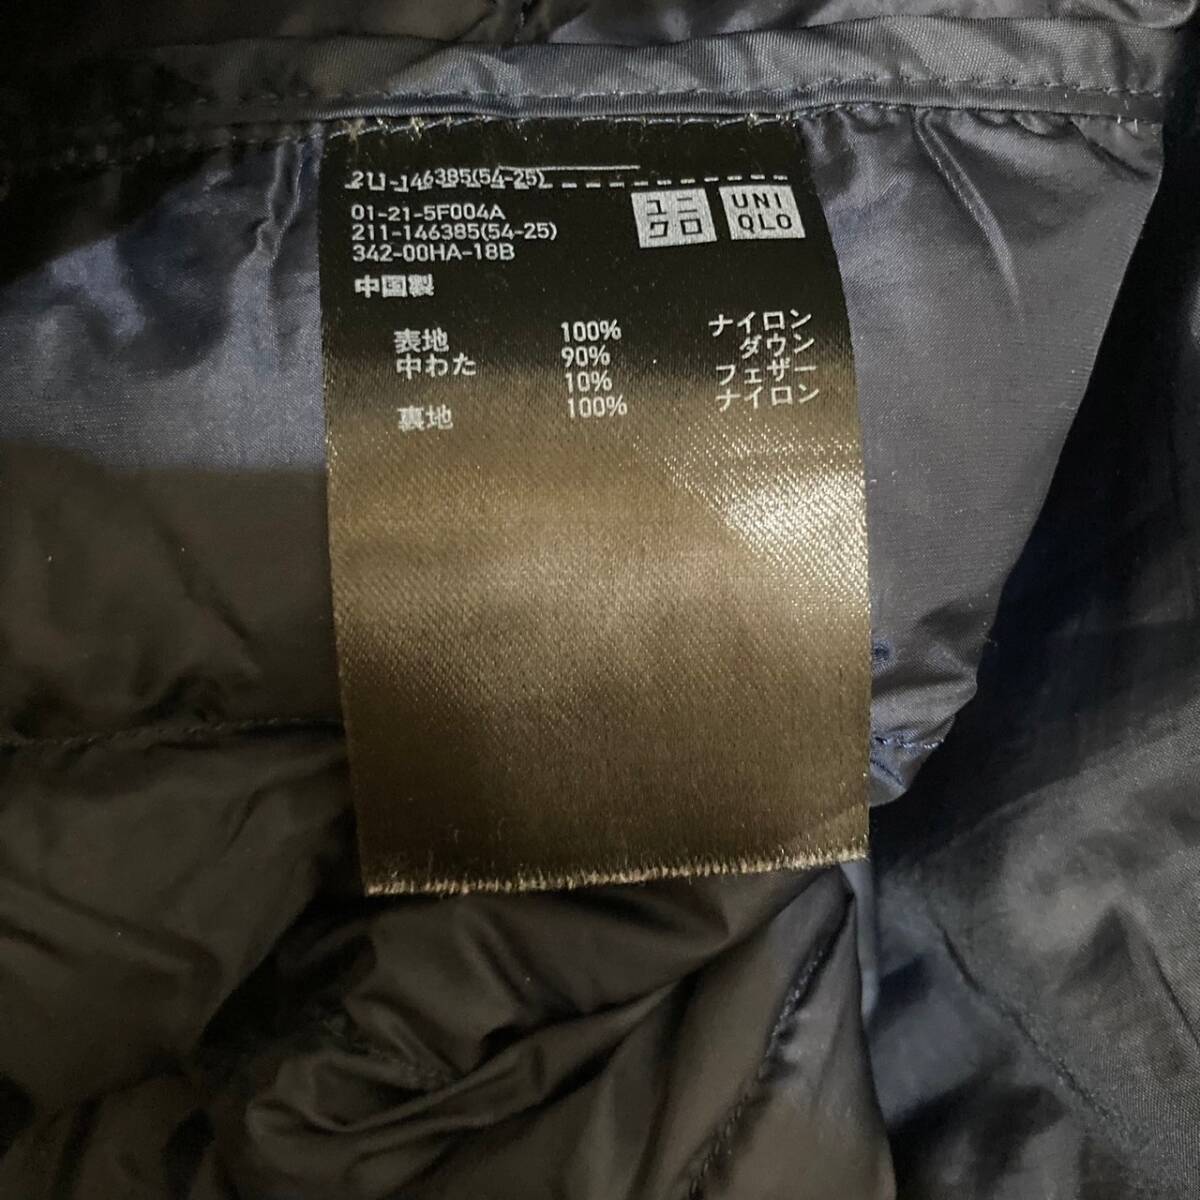 211-146385(54-25)
01-21-5F004A
211-146385(54-25)
342-00HA-18B
ユニクロ
UNIQLO
中国製
表地 100% ナイロン
中わた 90% ダウン
10% フェザー
裏地 100% ナイロン